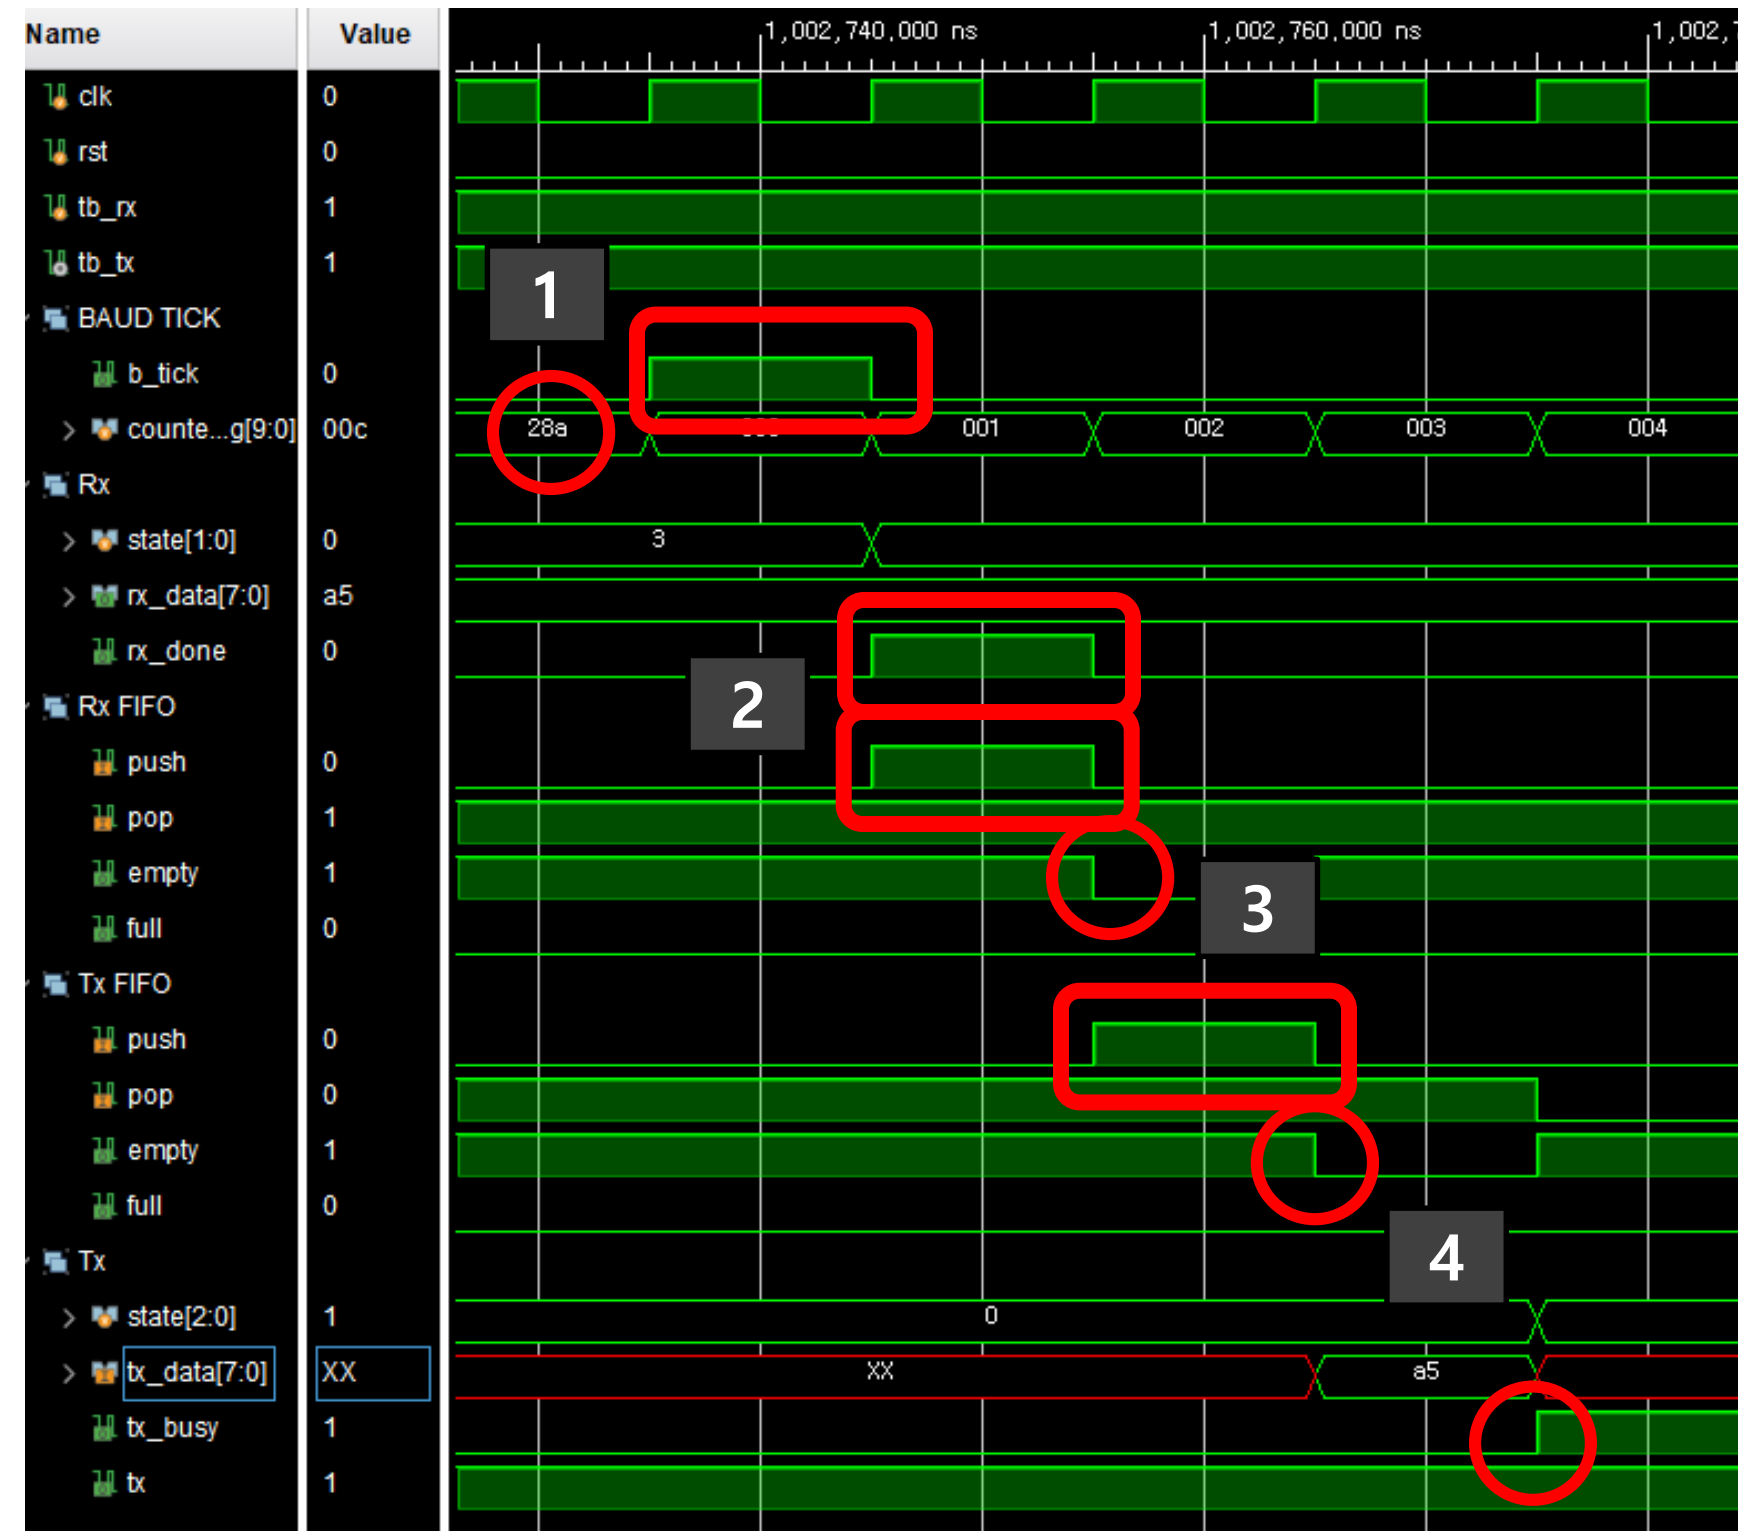 Name Value 1,002,740.000 ns 1,002,760.000 ns
clk 0
rst 0
tb_rx 1
tb_tx 1
1
BAUD TICK
b_tick 0
counte...g[9:0] 00c 28a 001 002 003 004
Rx
state[1:0] 0 3
rx_data[7:0] a5
rx_done 0
2
Rx FIFO
push 0
pop 1
empty 1
3
full 0
Tx FIFO
push 0
pop 0
empty 1
full 0
4
Tx
state[2:0] 1 0
tx_data[7:0] XX XX a5
tx_busy 1
tx 1